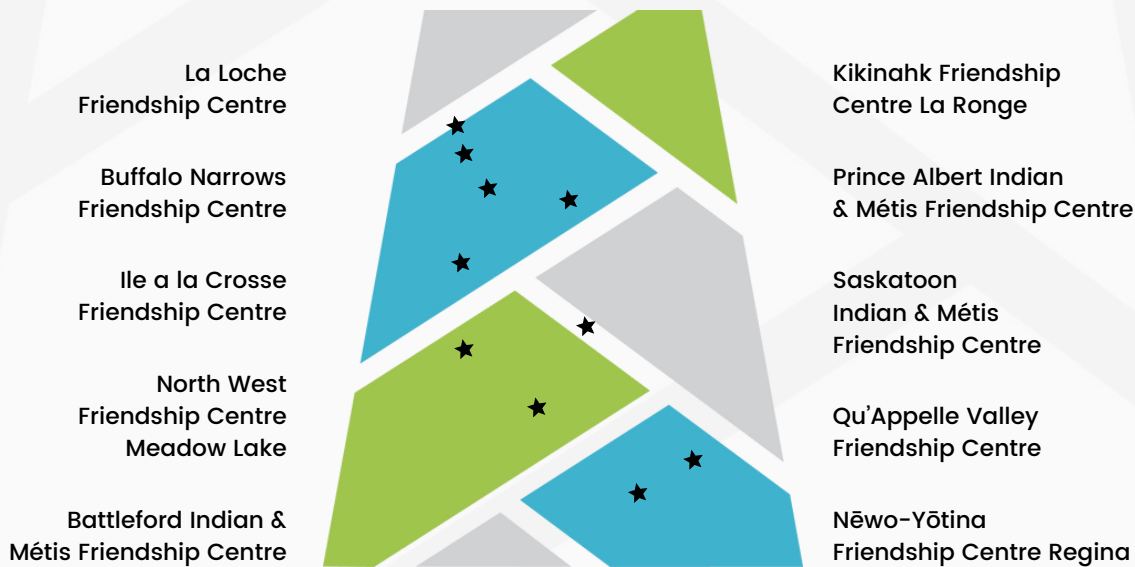 La Loche
Friendship Centre
Buffalo Narrows
Friendship Centre
Ile a la Crosse
Friendship Centre
North West
Friendship Centre
Meadow Lake
Battleford Indian &
Métis Friendship Centre
Kikinahk Friendship
Centre La Ronge
Prince Albert Indian
& Métis Friendship Centre
Saskatoon
Indian & Métis
Friendship Centre
Qu’Appelle Valley
Friendship Centre
Nēwo-Yōtina
Friendship Centre Regina